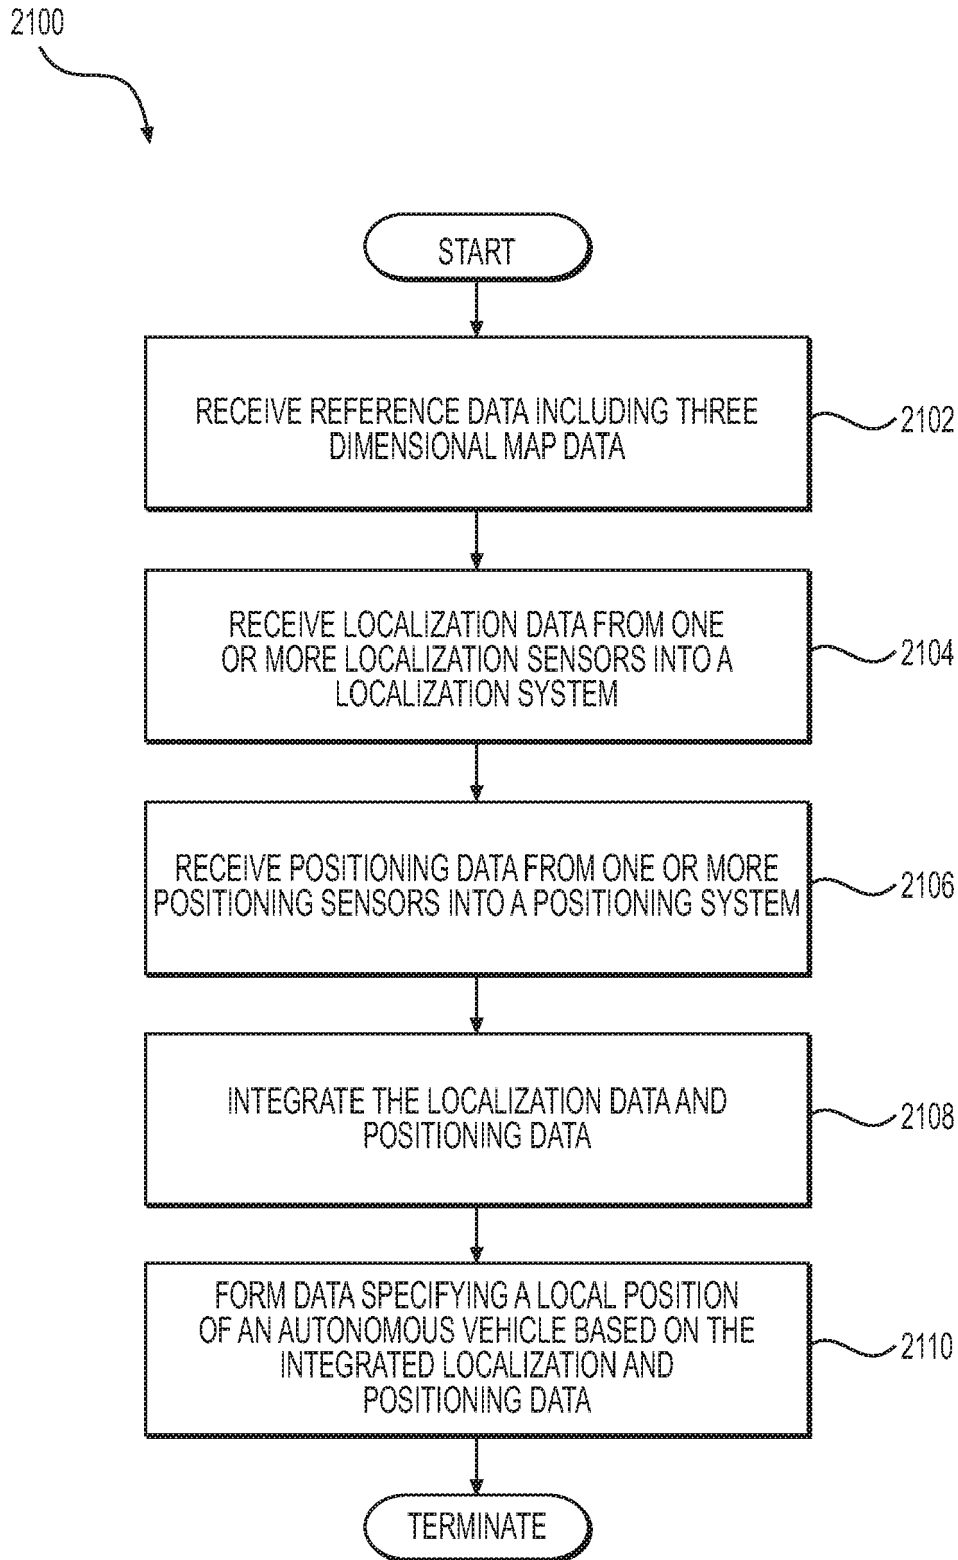 2100
START
RECEIVE REFERENCE DATA INCLUDING THREE
DIMENSIONAL MAP DATA
2102
RECEIVE LOCALIZATION DATA FROM ONE
OR MORE LOCALIZATION SENSORS INTO A
LOCALIZATION SYSTEM
2104
RECEIVE POSITIONING DATA FROM ONE OR MORE
POSITIONING SENSORS INTO A POSITIONING SYSTEM
2106
INTEGRATE THE LOCALIZATION DATA AND
POSITIONING DATA
2108
FORM DATA SPECIFYING A LOCAL POSITION
OF AN AUTONOMOUS VEHICLE BASED ON THE
INTEGRATED LOCALIZATION AND
POSITIONING DATA
2110
TERMINATE